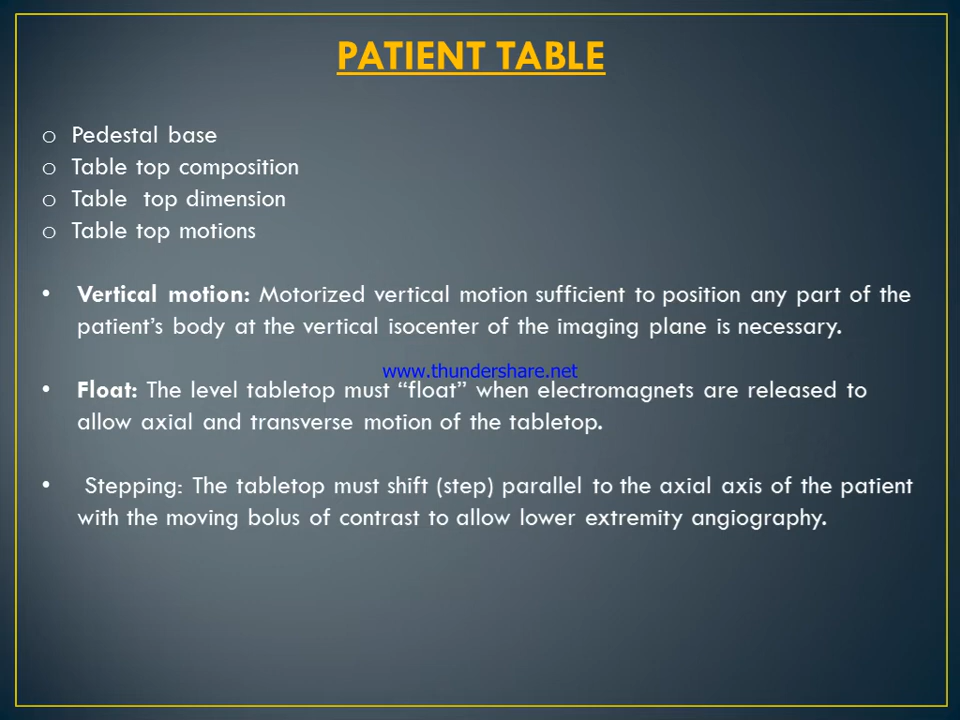 PATIENT TABLE
o Pedestal base
o Table top composition
o Table top dimension
o Table top motions
• Vertical motion: Motorized vertical motion sufficient to position any part of the
patient’s body at the vertical isocenter of the imaging plane is necessary.
www.thundershare.net
• Float: The level tabletop must “float” when electromagnets are released to
allow axial and transverse motion of the tabletop.
• Stepping: The tabletop must shift (step) parallel to the axial axis of the patient
with the moving bolus of contrast to allow lower extremity angiography.